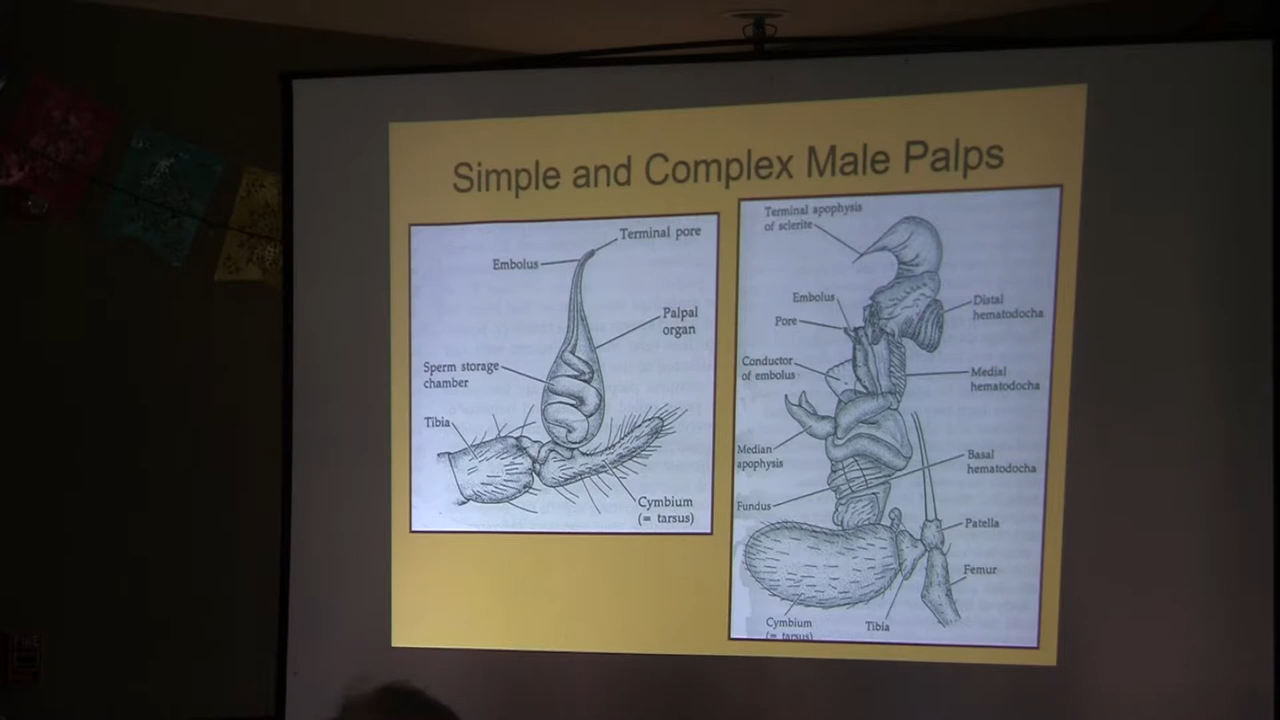 Simple and Complex Male Palps
Terminal pore
Embolus
Palpal
organ
Sperm storage
chamber
Tibia
Cymbium
(= tarsus)
Terminal apophysis
of sclerite
Embolus
Distal
hematodocha
Pore
Conductor
of embolus
Medial
hematodocha
Median
apophysis
Basal
hematodocha
Fundus
Patella
Femur
Cymbium
(= tarsus)
Tibia